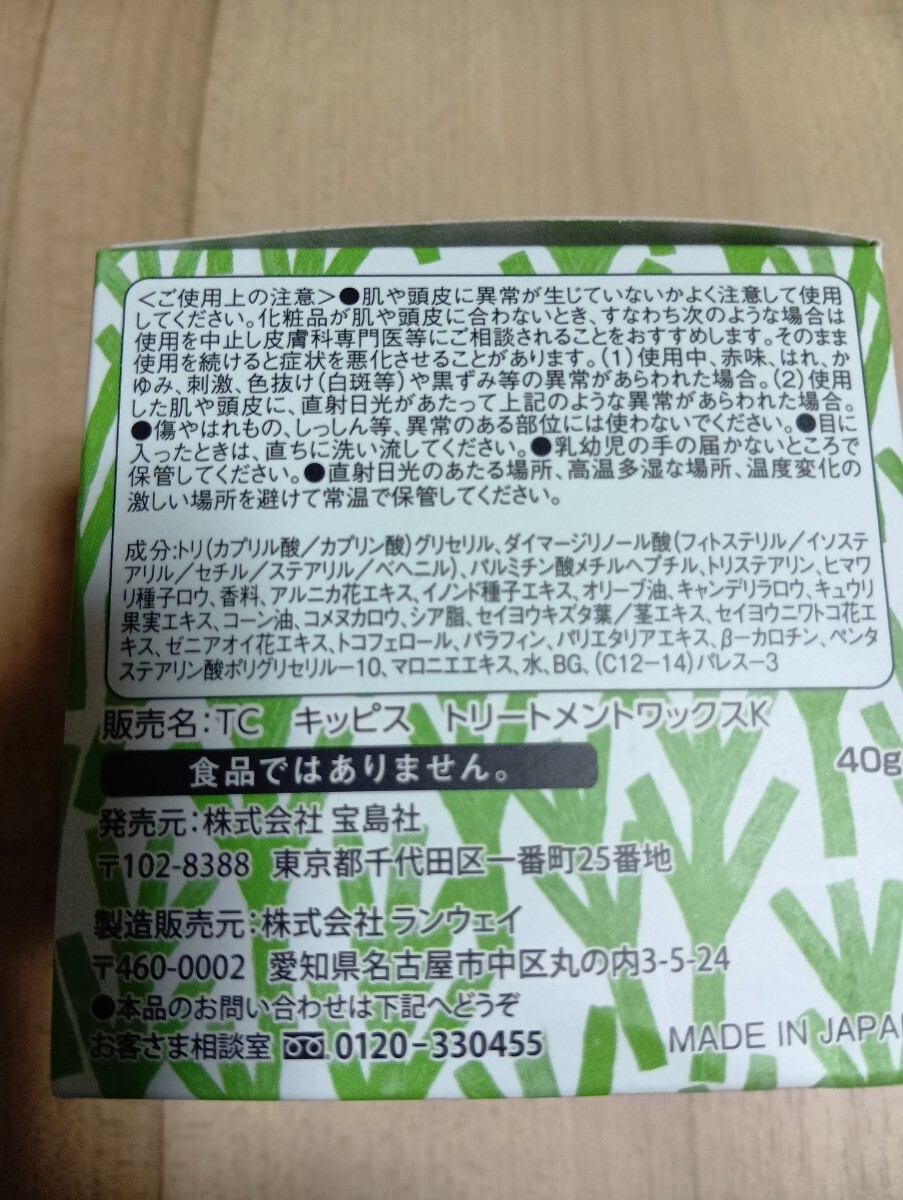 ＜ご使用上の注意＞●肌や頭皮に異常が生じていないかよく注意して使用
してください。化粧品が肌や頭皮に合わないとき、すなわち次のような場合は
使用を中止し皮膚科専門医等にご相談されることをおすすめします。そのまま
使用を続けると症状を悪化させることがあります。（1）使用中、赤味、はれ、か
ゆみ、刺激、色抜け（白斑等）や黒ずみ等の異常があらわれた場合。（2）使用
した肌や頭皮に、直射日光があたって上記のような異常があらわれた場合。
●傷やはれもの、しっしん等、異常のある部位には使わないでください。●目に
入ったときは、直ちに洗い流してください。●乳幼児の手の届かないところで
保管してください。●直射日光のあたる場所、高温多湿な場所、温度変化の
激しい場所を避けて常温で保管してください。
成分:トリ(カプリル酸／カプリン酸)グリセリル、ダイマージリノール酸(フィトステリル／イソステ
アリル／セチル／ステアリル／ベヘニル)、パルミチン酸メチルヘプチル、トリステアリン、ヒマワ
リ種子ロウ、香料、アルニカ花エキス、イノンド種子エキス、オリーブ油、キャンデリラロウ、キュウリ
果実エキス、コーン油、コメヌカロウ、シア脂、セイヨウキズタ葉／茎エキス、セイヨウニワトコ花エ
キス、ゼニアオイ花エキス、トコフェロール、パラフィン、パリエタリアエキス、β-カロチン、ペンタ
ステアリン酸ポリグリセリル-10、マロニエエキス、水、BG、(C12-14)パレス-3
販売名:TC キッピス トリートメントワックスK
40g
食品ではありません。
発売元:株式会社 宝島社
〒102-8388 東京都千代田区一番町25番地
製造販売元:株式会社 ランウェイ
〒460-0002 愛知県名古屋市中区丸の内3-5-24
●本品のお問い合わせは下記へどうぞ
お客さま相談室 0120-330455
MADE IN JAPAN